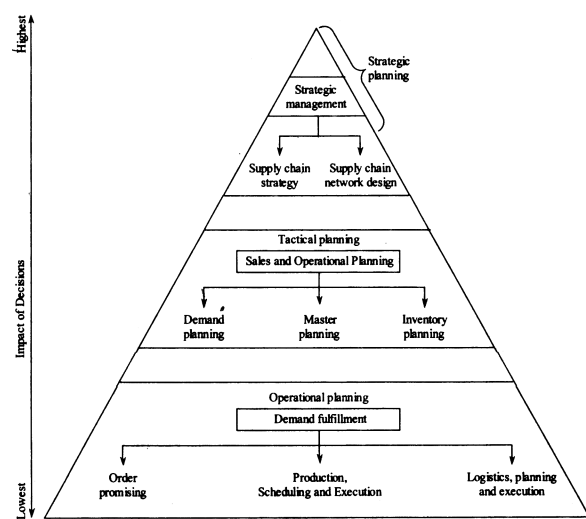 Highest
Strategic
planning
Strategic
management
Supply chain
strategy
Supply chain
network design
Tactical planning
Sales and Operational Planning
Demand
planning
Master
planning
Inventory
planning
Impact of Decisions
Operational planning
Demand fulfillment
Order
promising
Production,
Scheduling and Execution
Logistics, planning
and execution
Lowest